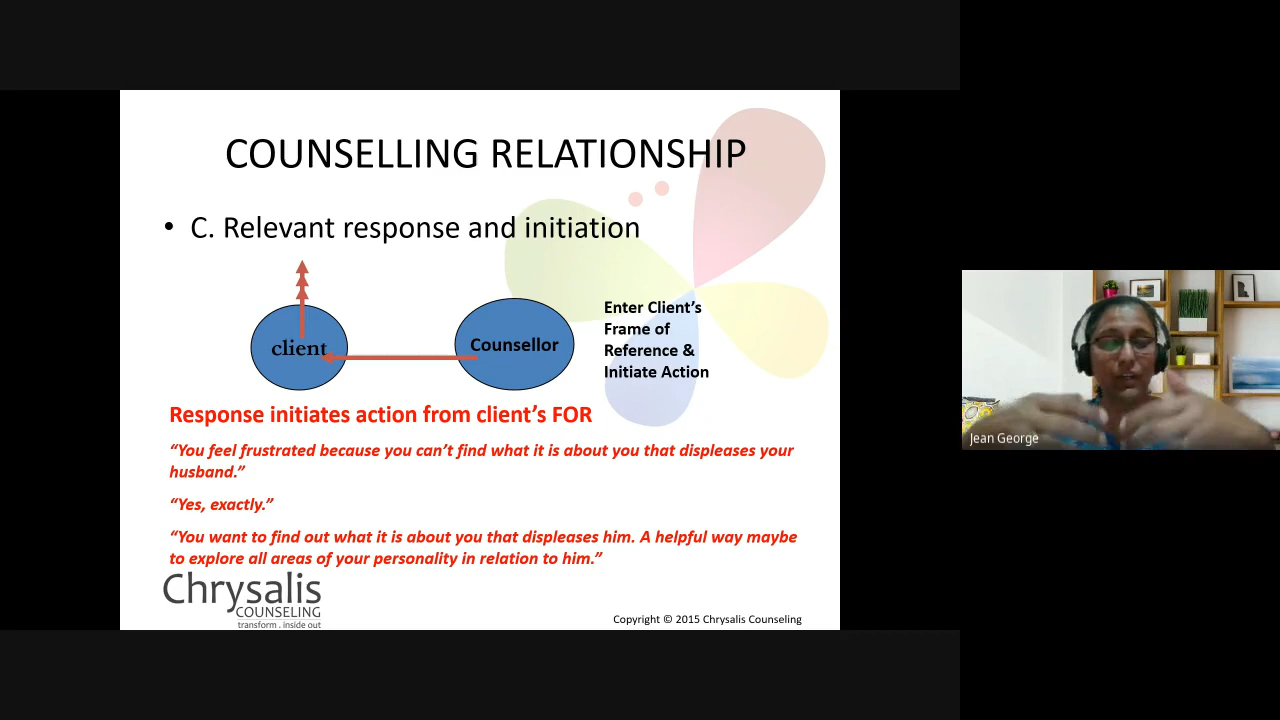 COUNSELLING RELATIONSHIP
• C. Relevant response and initiation
client
Counsellor
Enter Client's
Frame of
Reference &
Initiate Action
Response initiates action from client's FOR
“You feel frustrated because you can't find what it is about you that displeases your
husband.”
“Yes, exactly.”
“You want to find out what it is about you that displeases him. A helpful way maybe
to explore all areas of your personality in relation to him.”
Chrysalis
COUNSELING
transform . inside out
Copyright © 2015 Chrysalis Counseling
Jean George